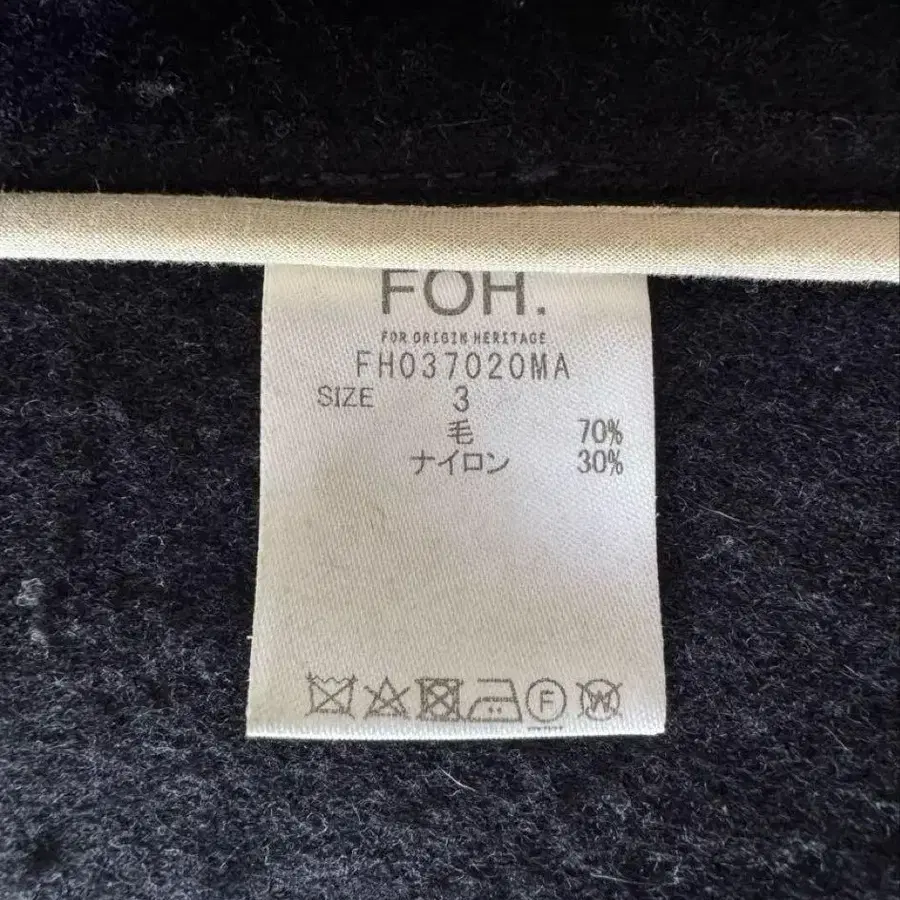 FOH.
FOR ORIGIN HERITAGE
FH037020MA
SIZE 3
毛 70%
ナイロン 30%
F W